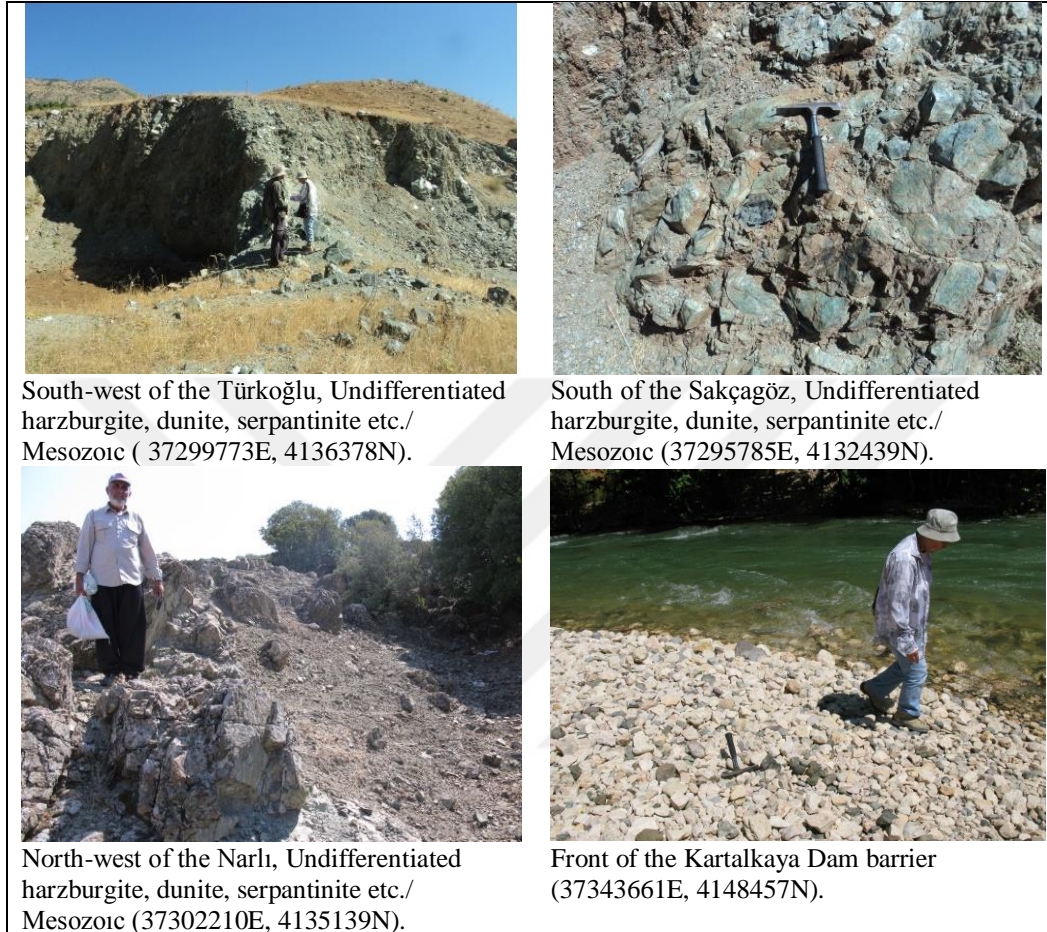 South-west of the Türkoğlu, Undifferentiated
harzburgite, dunite, serpantinite etc./
Mesozoıc ( 37299773E, 4136378N).
South of the Sakçagöz, Undifferentiated
harzburgite, dunite, serpantinite etc./
Mesozoıc (37295785E, 4132439N).
North-west of the Narlı, Undifferentiated
harzburgite, dunite, serpantinite etc./
Mesozoıc (37302210E, 4135139N).
Front of the Kartalkaya Dam barrier
(37343661E, 4148457N).